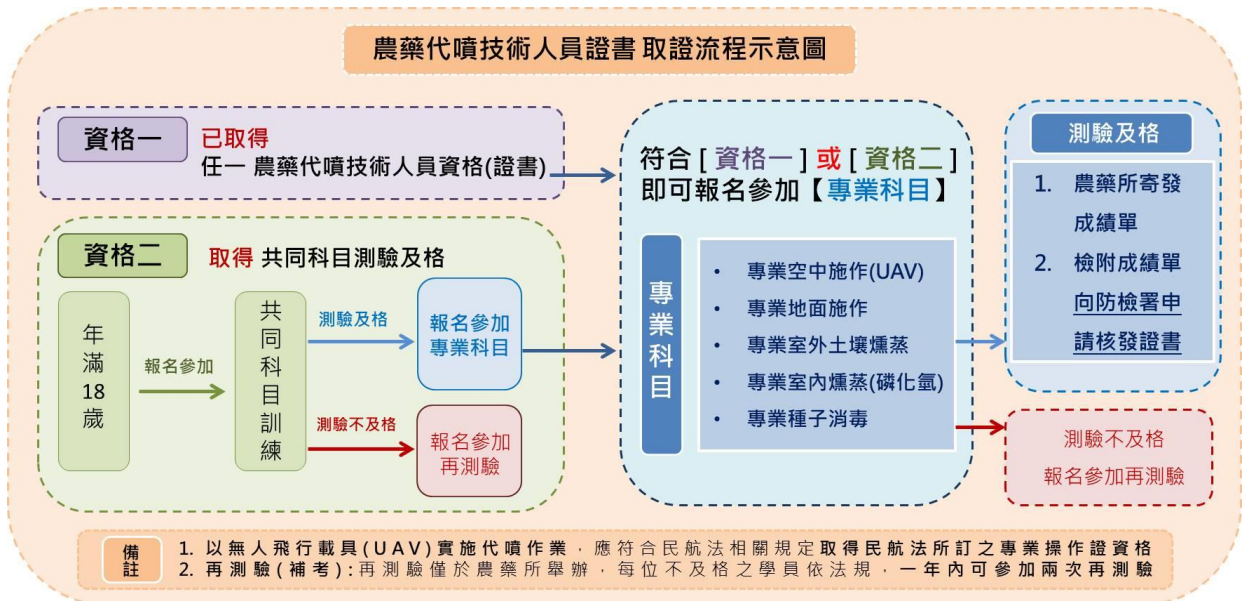 農藥代噴技術人員證書 取證流程示意圖
資格一
已取得
任一 農藥代噴技術人員資格(證書)
資格二
取得 共同科目測驗及格
年滿18歲
報名參加
共同科目訓練
測驗及格
報名參加
專業科目
測驗不及格
報名參加
再測驗
符合 [ 資格一 ] 或 [ 資格二 ]
即可報名參加【專業科目】
專業科目
• 專業空中施作(UAV)
• 專業地面施作
• 專業室外土壤燻蒸
• 專業室內燻蒸(磷化氫)
• 專業種子消毒
測驗及格
1. 農藥所寄發
成績單
2. 檢附成績單
向防檢署申
請核發證書
測驗不及格
報名參加再測驗
備註
1. 以無人飛行載具(UAV)實施代噴作業，應符合民航法相關規定取得民航法所訂之專業操作證資格
2. 再測驗(補考):再測驗僅於農藥所舉辦，每位不及格之學員依法規，一年內可參加兩次再測驗